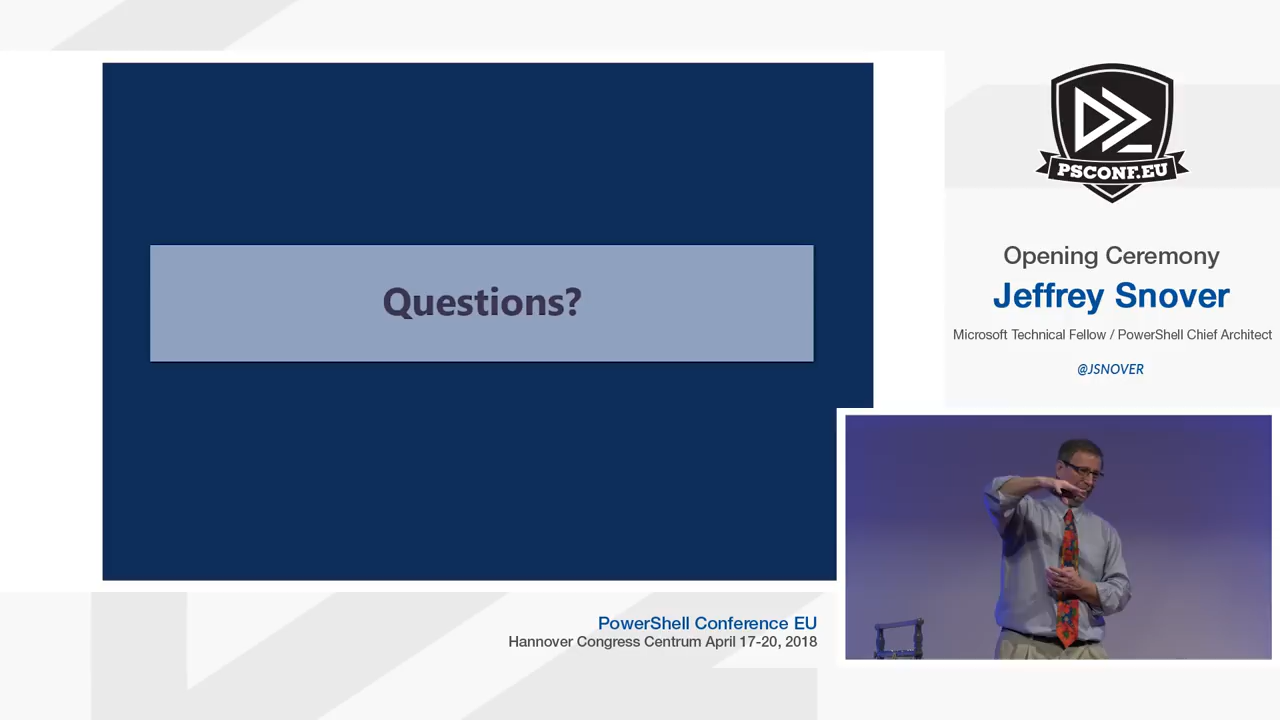 Questions?
PSCONF.EU
Opening Ceremony
Jeffrey Snover
Microsoft Technical Fellow / PowerShell Chief Architect
@JSNOVER
PowerShell Conference EU
Hannover Congress Centrum April 17-20, 2018